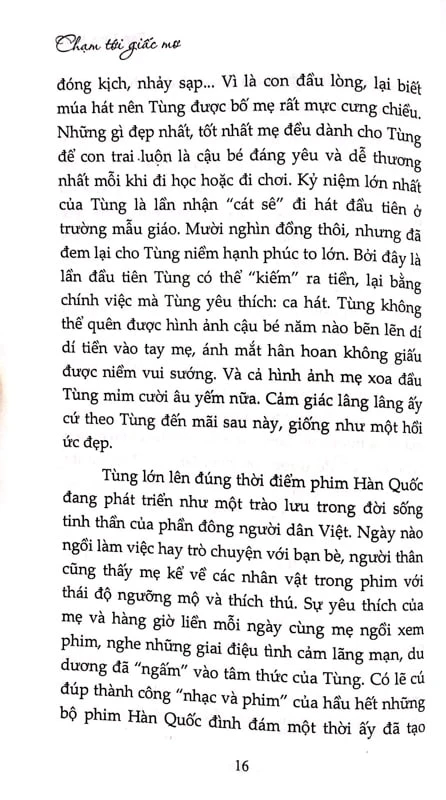 Chạm tới giấc mơ
đóng kịch, nhảy sạp... Vì là con đầu lòng, lại biết
múa hát nên Tùng được bố mẹ rất mực cưng chiều.
Những gì đẹp nhất, tốt nhất mẹ đều dành cho Tùng
để con trai luôn là cậu bé đáng yêu và dễ thương
nhất mỗi khi đi học hoặc đi chơi. Kỷ niệm lớn nhất
của Tùng là lần nhận “cát sê” đi hát đầu tiên ở
trường mẫu giáo. Mười nghìn đồng thôi, nhưng đã
đem lại cho Tùng niềm hạnh phúc to lớn. Bởi đây là
lần đầu tiên Tùng có thể “kiếm” ra tiền, lại bằng
chính việc mà Tùng yêu thích: ca hát. Tùng không
thể quên được hình ảnh cậu bé năm nào bẽn lẽn dí
dí tiền vào tay mẹ, ánh mắt hân hoan không giấu
được niềm vui sướng. Và cả hình ảnh mẹ xoa đầu
Tùng mỉm cười âu yếm nữa. Cảm giác lâng lâng ấy
cứ theo Tùng đến mãi sau này, giống như một hồi
ức đẹp.
Tùng lớn lên đúng thời điểm phim Hàn Quốc
đang phát triển như một trào lưu trong đời sống
tinh thần của phần đông người dân Việt. Ngày nào
ngồi làm việc hay trò chuyện với bạn bè, người thân
cũng thấy mẹ kể về các nhân vật trong phim với
thái độ ngưỡng mộ và thích thú. Sự yêu thích của
mẹ và hàng giờ liền mỗi ngày cùng mẹ ngồi xem
phim, nghe những giai điệu tình cảm lãng mạn, du
dương đã “ngấm” vào tâm thức của Tùng. Có lẽ cú
đúp thành công “nhạc và phim” của hầu hết những
bộ phim Hàn Quốc đình đám một thời ấy đã tạo
16